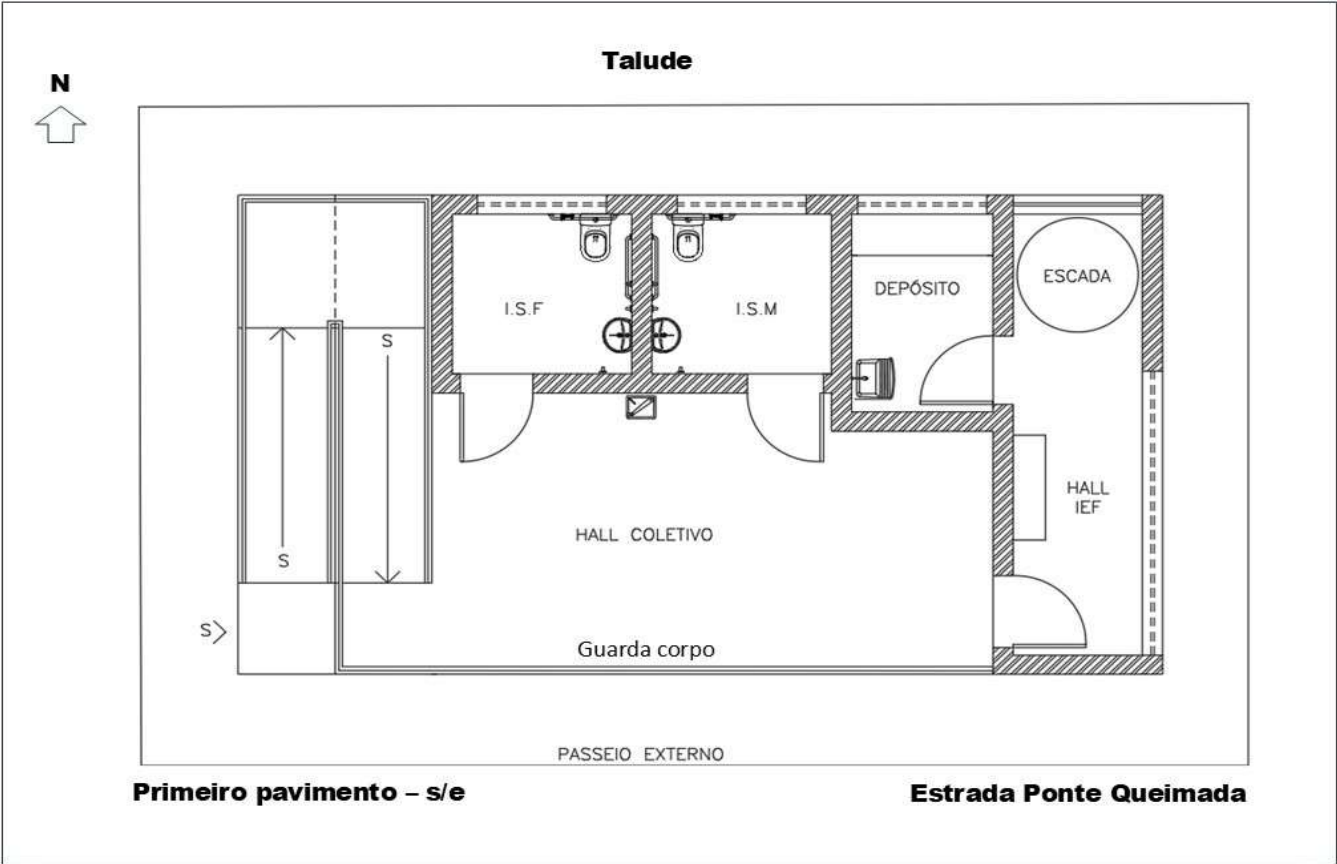 Talude
N
ESCADA
DEPÓSITO
I.S.F
I.S.M
S
HALL
IEF
HALL COLETIVO
S
S
Guarda corpo
PASSEIO EXTERNO
Primeiro pavimento – s/e
Estrada Ponte Queimada